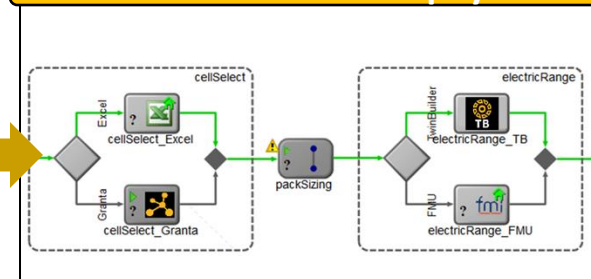 cellSelect
electricRange
Excel
?
cellSelect_Excel
TwinBuilder
TB
electricRange_TB
?
packSizing
Granta
?
cellSelect_Granta
FMU
?
fmi
electricRange_FMU